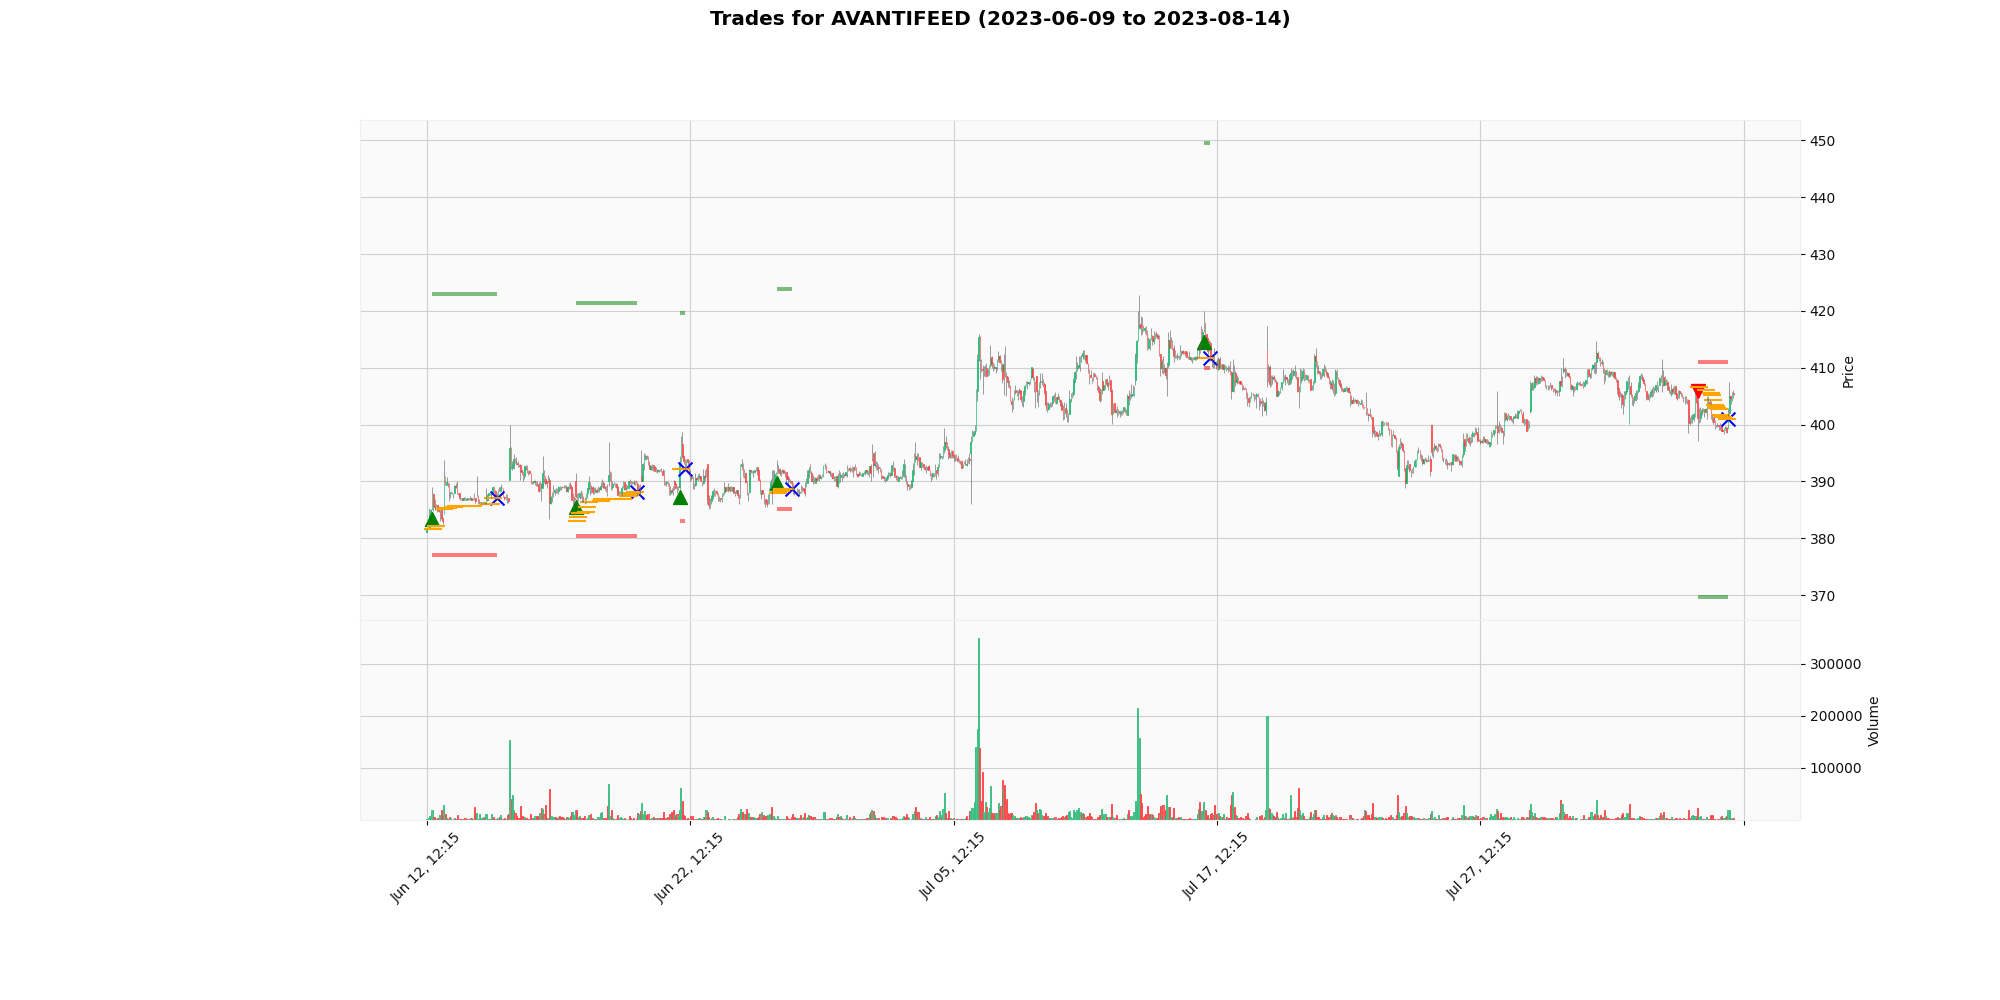 Trades for AVANTIFEED (2023-06-09 to 2023-08-14)
450
440
430
420
410
400
390
380
370
Price
300000
200000
100000
Volume
Jun 12, 12:15
Jun 22, 12:15
Jul 05, 12:15
Jul 17, 12:15
Jul 27, 12:15